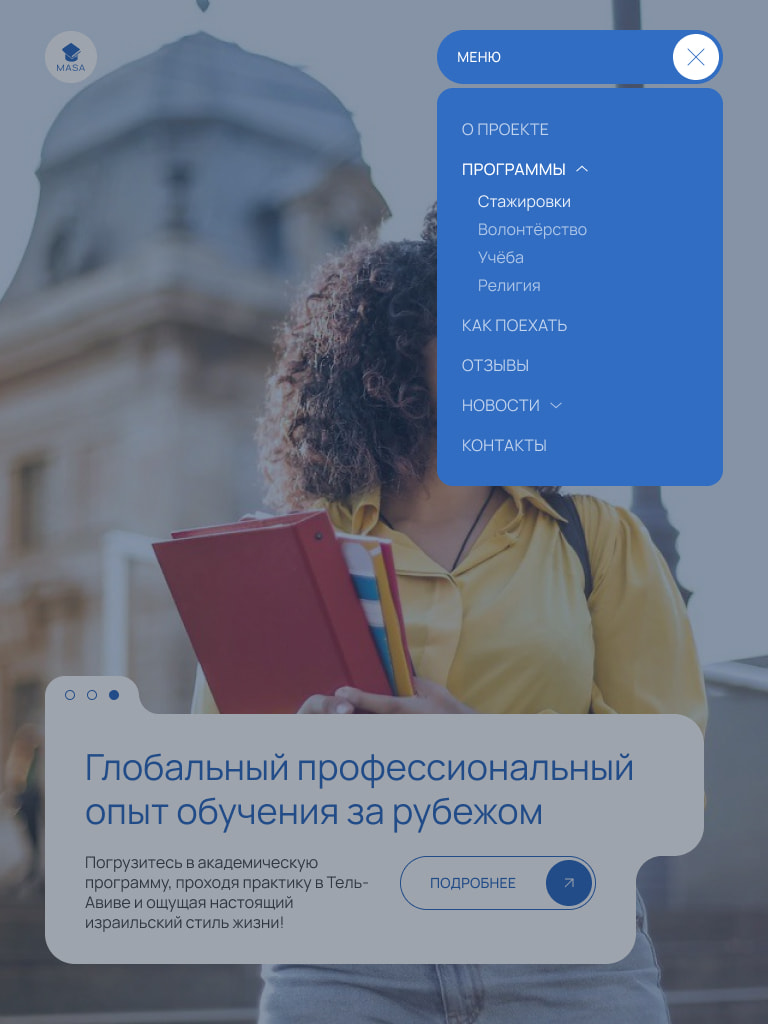 MASA
МЕНЮ
О ПРОЕКТЕ
ПРОГРАММЫ
Стажировки
Волонтёрство
Учёба
Религия
КАК ПОЕХАТЬ
ОТЗЫВЫ
НОВОСТИ
КОНТАКТЫ
Глобальный профессиональный
опыт обучения за рубежом
Погрузитесь в академическую
программу, проходя практику в Тель-
Авиве и ощущая настоящий
израильский стиль жизни!
ПОДРОБНЕЕ